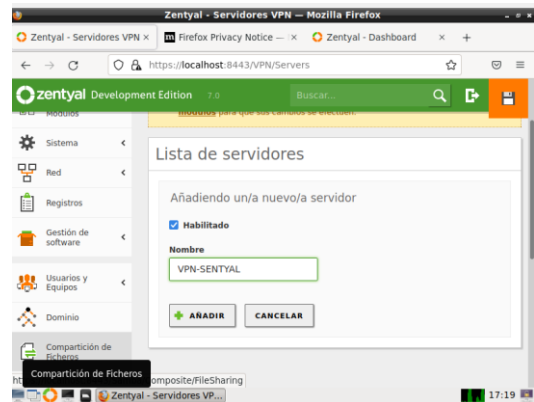 Zentyal - Servidores VPN — Mozilla Firefox
Zentyal - Servidores VPN ×
Firefox Privacy Notice — ×
Zentyal - Dashboard ×
+
https://localhost:8443/VPN/Servers
zentyal Development Edition 7.0
Buscar...
Módulos
módulos para que sus cambios se efectúen.
Sistema
Red
Registros
Gestión de
software
Usuarios y
Equipos
Dominio
Compartición de
Ficheros
Lista de servidores
Añadiendo un/a nuevo/a servidor
Habilitado
Nombre
VPN-SENTYAL
+ AÑADIR
CANCELAR
Compartición de Ficheros
omposite/FileSharing
Zentyal - Servidores VP...
17:19